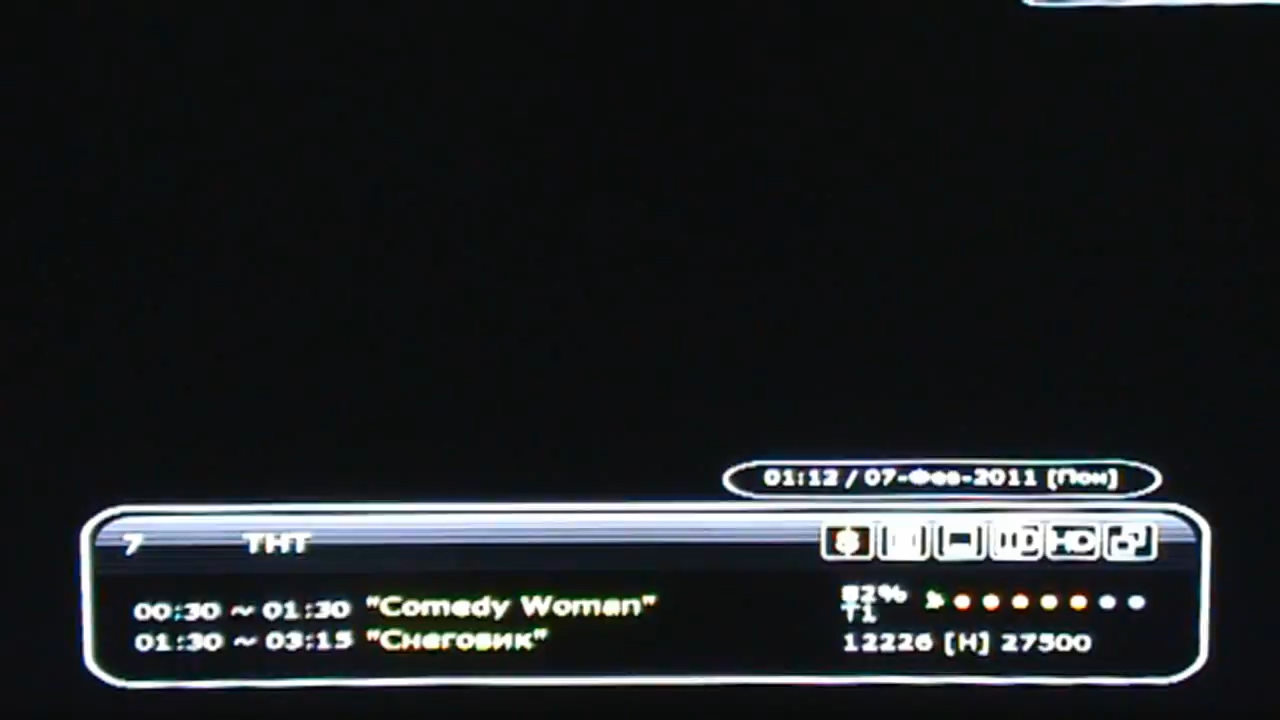 01:12 / 07-Фев-2011 [Пон]
7 ТНТ $ HD
00:30 ~ 01:30 "Comedy Woman" 82%
T1
01:30 ~ 03:15 "Снеговик" 12226 [H] 27500